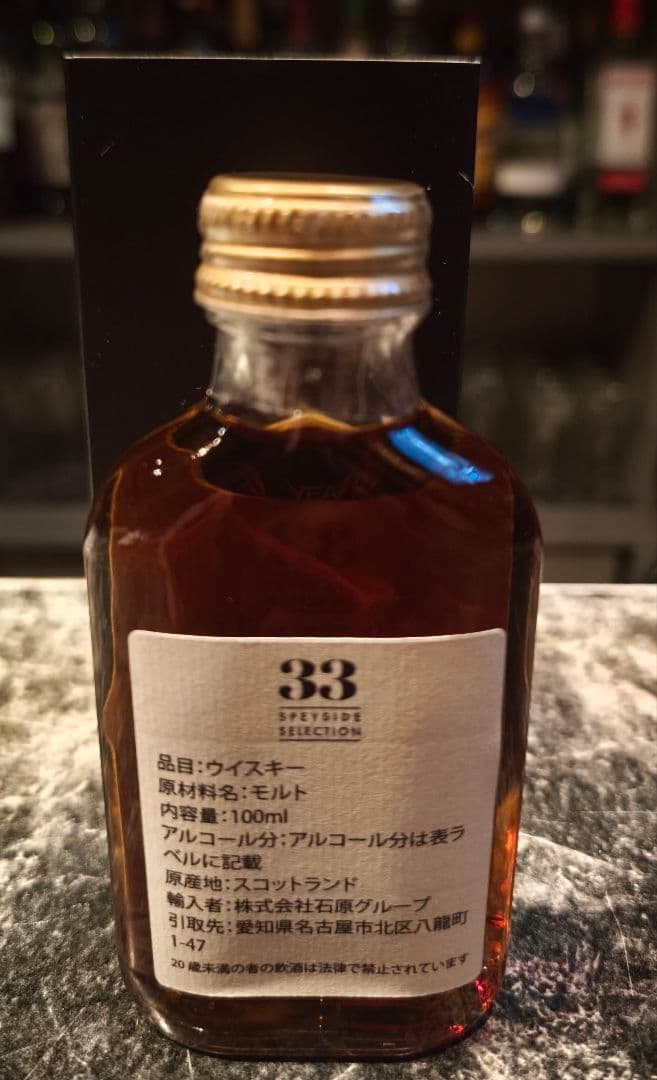 33
SPEYSIDE
SELECTION
品目：ウイスキー
原材料名：モルト
内容量：100ml
アルコール分：アルコール分は表ラ
ベルに記載
原産地：スコットランド
輸入者：株式会社石原グループ
引取先：愛知県名古屋市北区八龍町
1-47
20歳未満の者の飲酒は法律で禁止されています